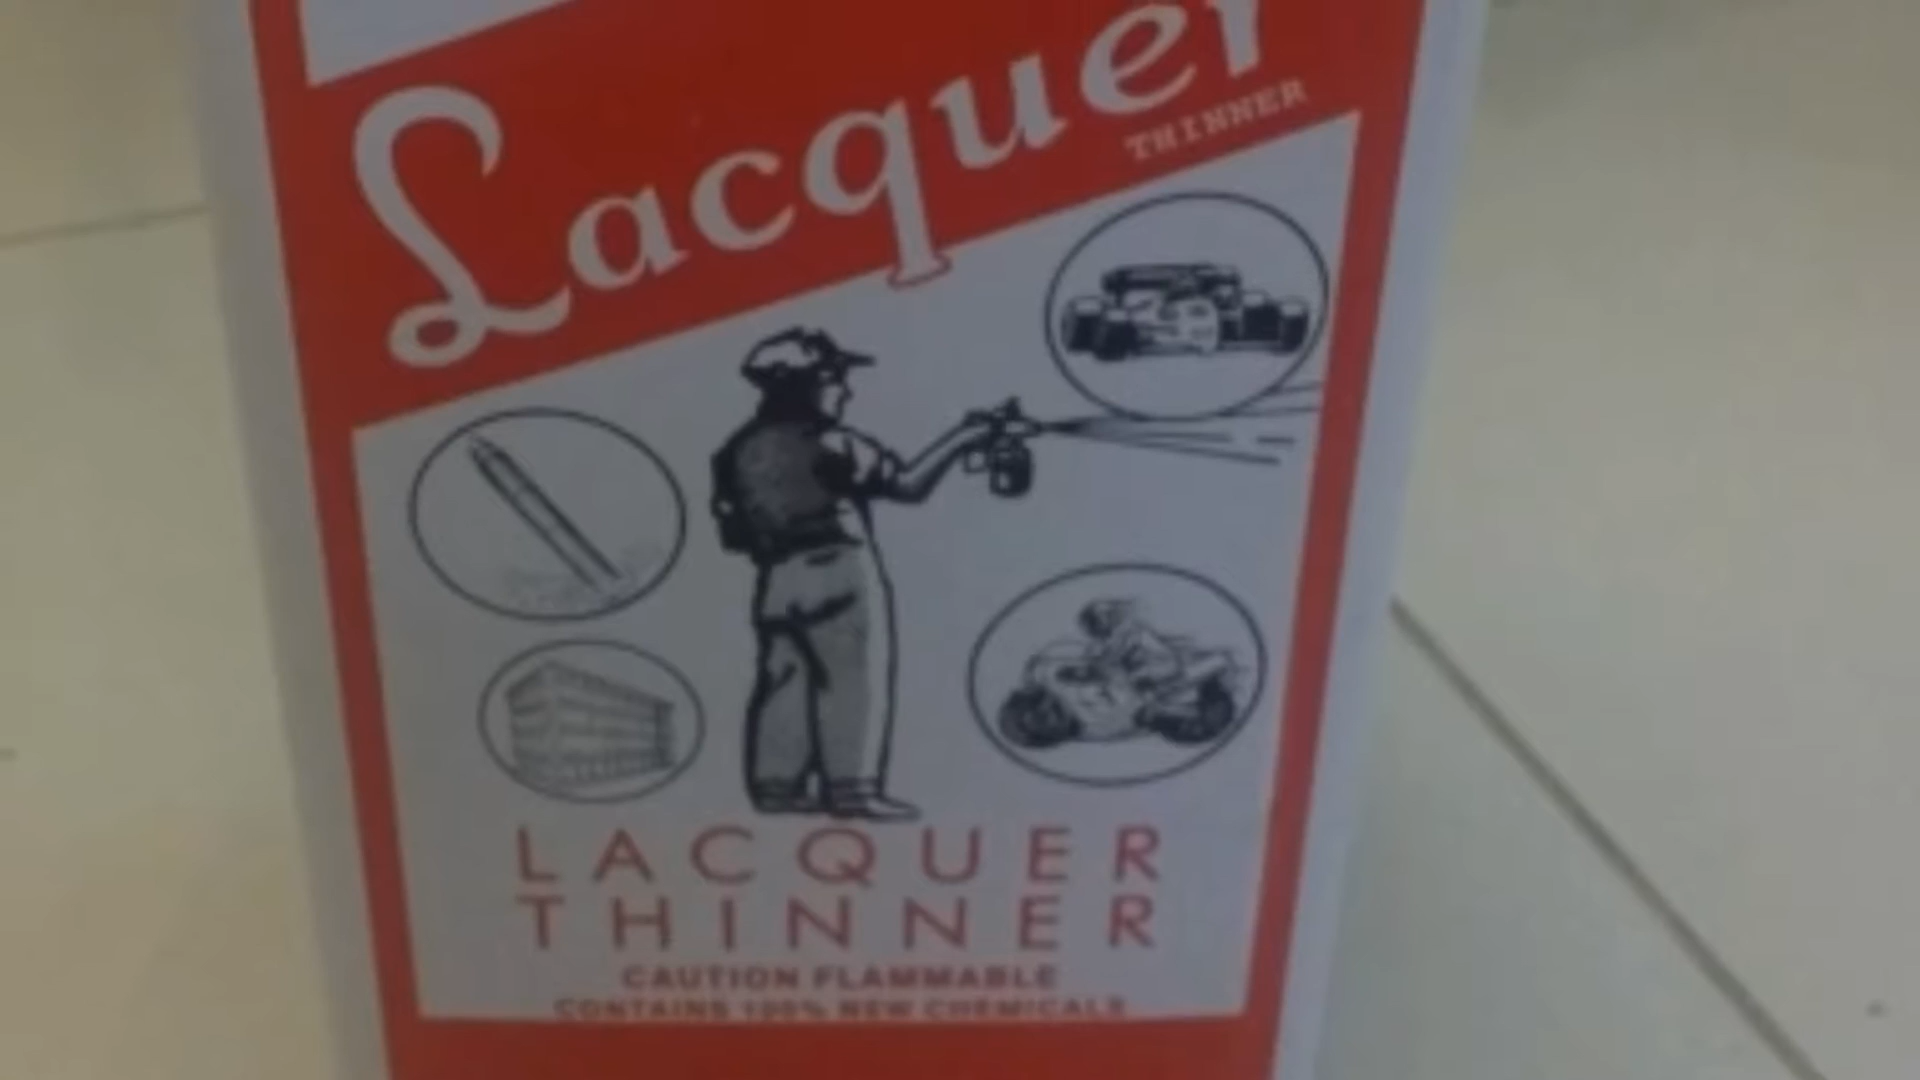 Lacquer
THINNER
LACQUER
THINNER
CAUTION FLAMMABLE
CONTAINS 100% NEW CHEMICALS